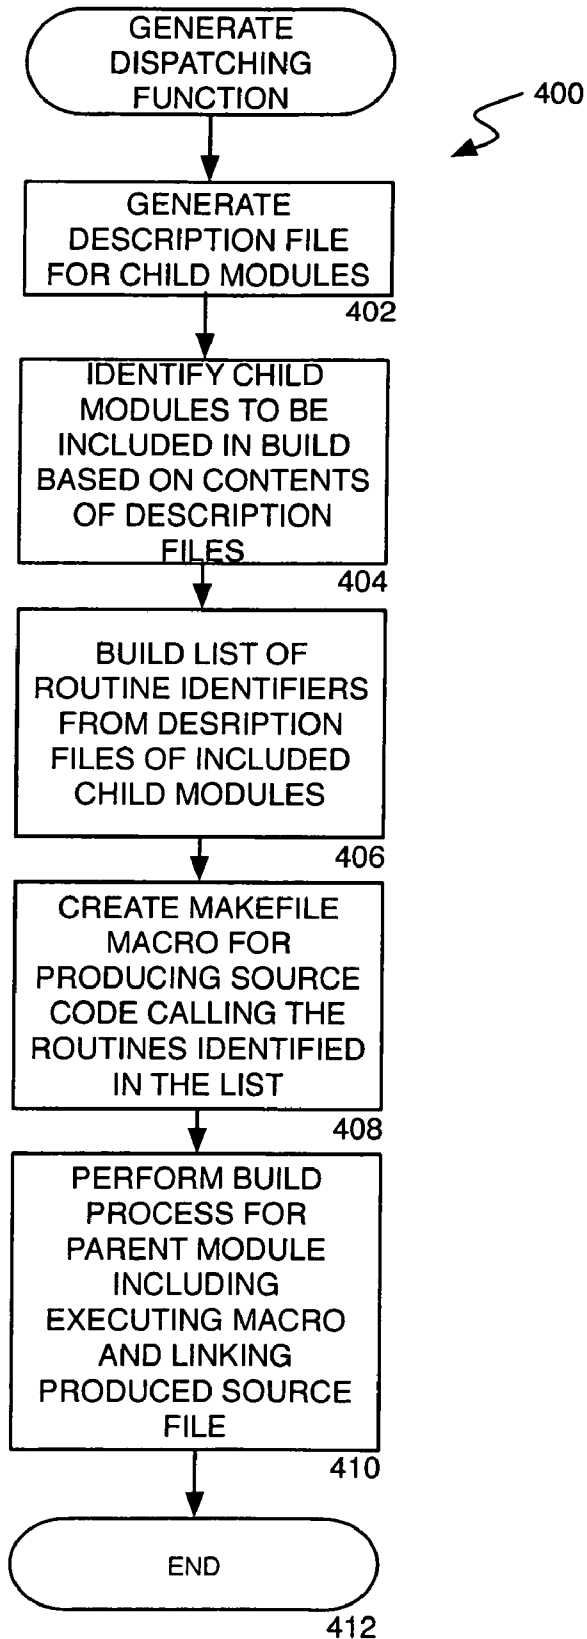 GENERATE
DISPATCHING
FUNCTION
400
GENERATE
DESCRIPTION FILE
FOR CHILD MODULES
402
IDENTIFY CHILD
MODULES TO BE
INCLUDED IN BUILD
BASED ON CONTENTS
OF DESCRIPTION
FILES
404
BUILD LIST OF
ROUTINE IDENTIFIERS
FROM DESRIPTION
FILES OF INCLUDED
CHILD MODULES
406
CREATE MAKEFILE
MACRO FOR
PRODUCING SOURCE
CODE CALLING THE
ROUTINES IDENTIFIED
IN THE LIST
408
PERFORM BUILD
PROCESS FOR
PARENT MODULE
INCLUDING
EXECUTING MACRO
AND LINKING
PRODUCED SOURCE
FILE
410
END
412